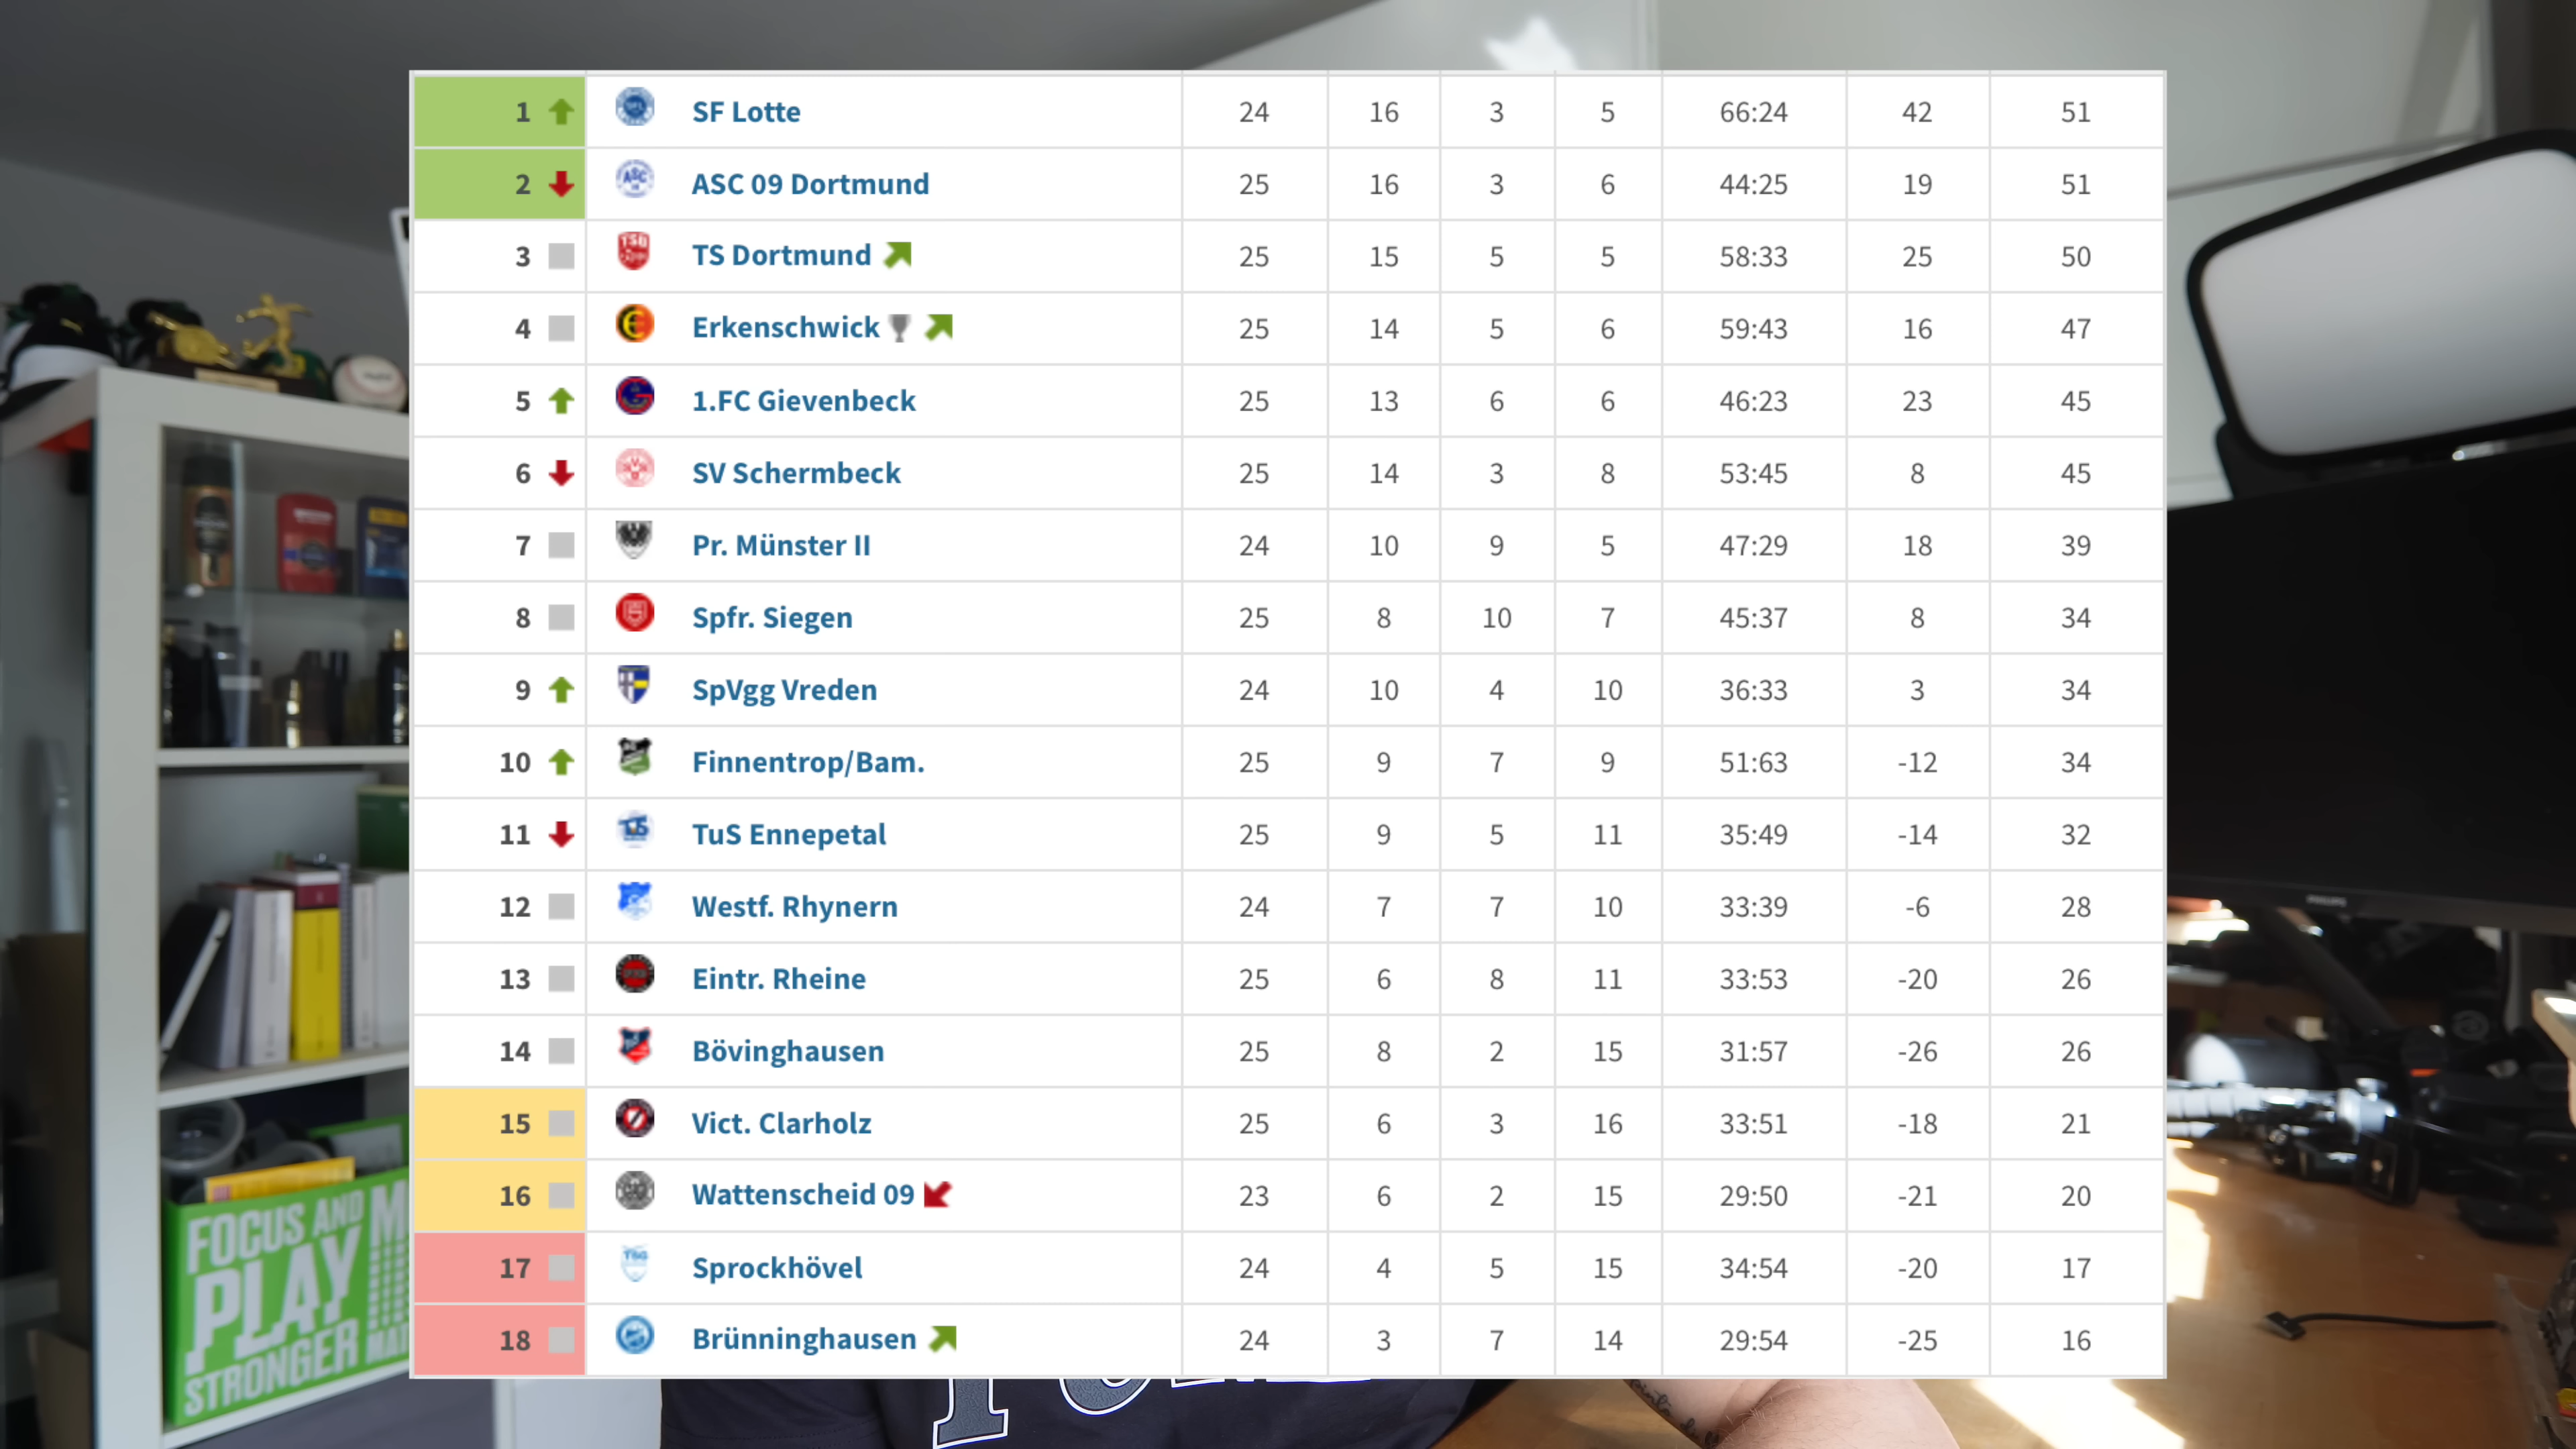 1 SF Lotte 24 16 3 5 66:24 42 51
2 ASC 09 Dortmund 25 16 3 6 44:25 19 51
3 TS Dortmund 25 15 5 5 58:33 25 50
4 Erkenschwick 25 14 5 6 59:43 16 47
5 1.FC Gievenbeck 25 13 6 6 46:23 23 45
6 SV Schermbeck 25 14 3 8 53:45 8 45
7 Pr. Münster II 24 10 9 5 47:29 18 39
8 Spfr. Siegen 25 8 10 7 45:37 8 34
9 SpVgg Vreden 24 10 4 10 36:33 3 34
10 Finnentrop/Bam. 25 9 7 9 51:63 -12 34
11 TuS Ennepetal 25 9 5 11 35:49 -14 32
12 Westf. Rhynern 24 7 7 10 33:39 -6 28
13 Eintr. Rheine 25 6 8 11 33:53 -20 26
14 Bövinghausen 25 8 2 15 31:57 -26 26
15 Vict. Clarholz 25 6 3 16 33:51 -18 21
16 Wattenscheid 09 23 6 2 15 29:50 -21 20
17 Sprockhövel 24 4 5 15 34:54 -20 17
18 Brünninghausen 24 3 7 14 29:54 -25 16
FOCUS AND
PLAY
STRONGER
PHILIPS